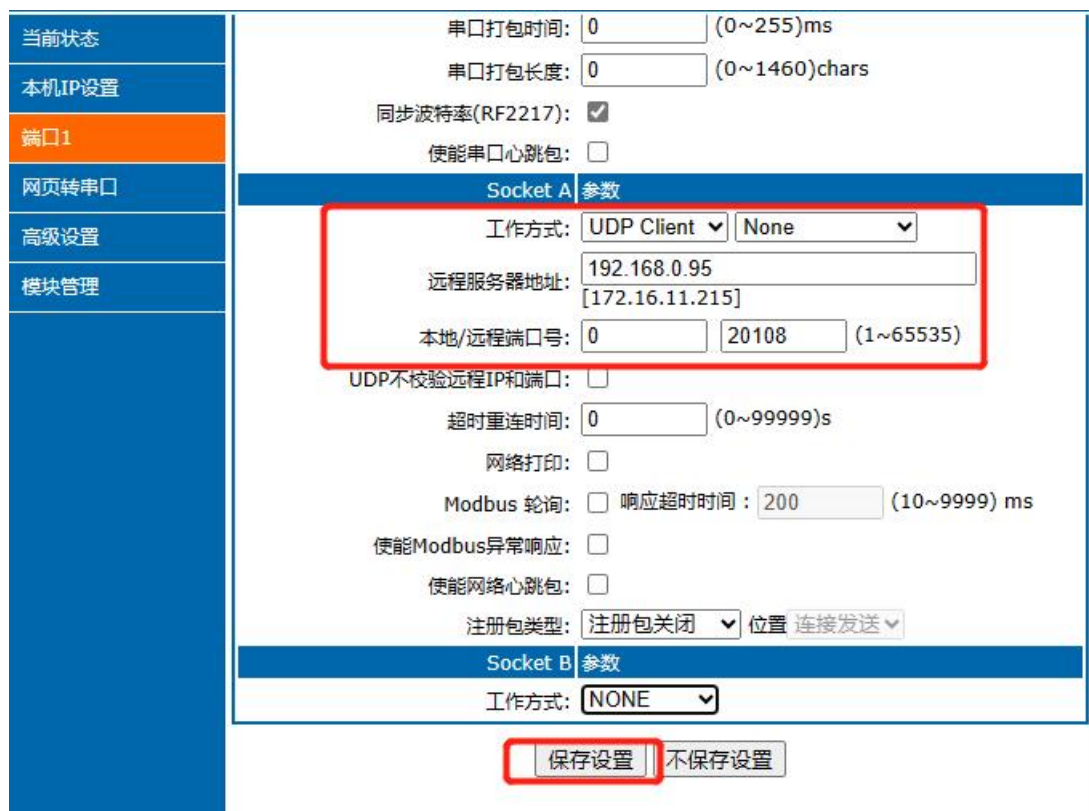 当前状态
本机IP设置
端口1
网页转串口
高级设置
模块管理
串口打包时间: 0 (0~255)ms
串口打包长度: 0 (0~1460)chars
同步波特率(RF2217):
使能串口心跳包:
Socket A 参数
工作方式: UDP Client None
远程服务器地址: 192.168.0.95
[172.16.11.215]
本地/远程端口号: 0 20108 (1~65535)
UDP不校验远程IP和端口:
超时重连时间: 0 (0~99999)s
网络打印:
Modbus 轮询: 响应超时时间 : 200 (10~9999) ms
使能Modbus异常响应:
使能网络心跳包:
注册包类型: 注册包关闭 位置 连接发送
Socket B 参数
工作方式: NONE
保存设置 不保存设置